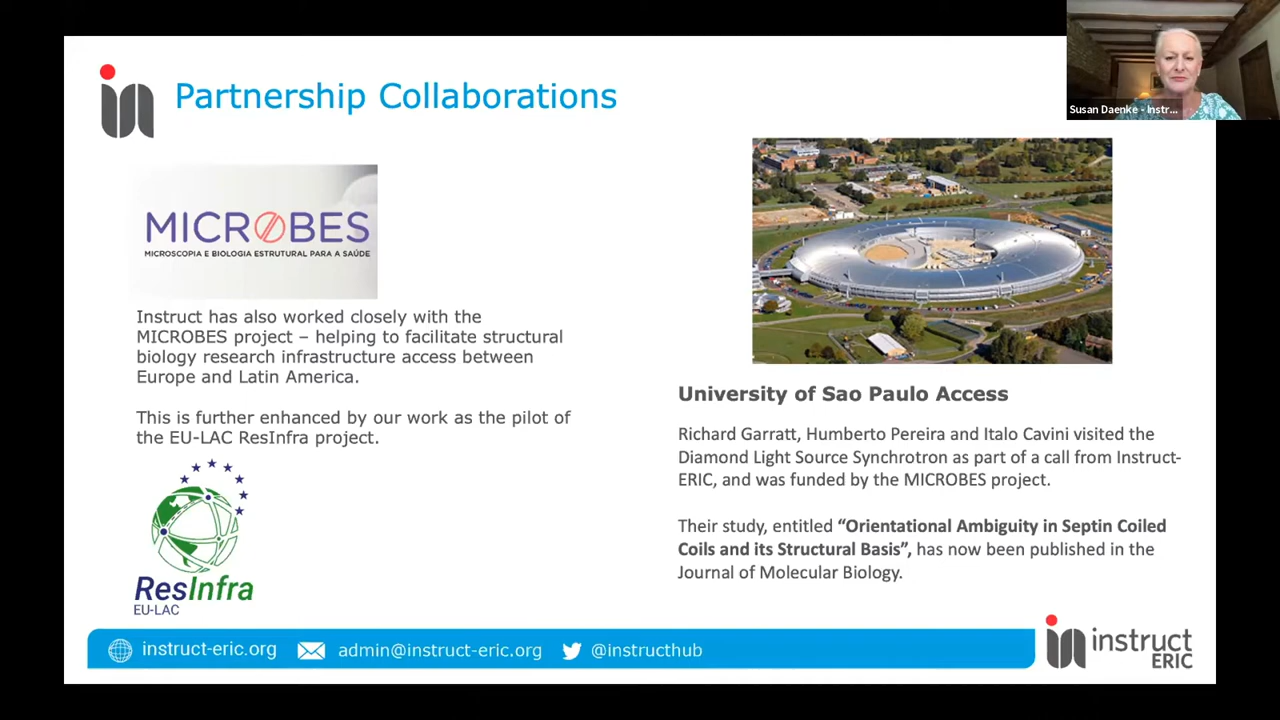 Partnership Collaborations
Susan Daenke - Instr...
MICROBES
MICROSCOPIA E BIOLOGIA ESTRUTURAL PARA A SAÚDE
Instruct has also worked closely with the
MICROBES project – helping to facilitate structural
biology research infrastructure access between
Europe and Latin America.
This is further enhanced by our work as the pilot of
the EU-LAC ResInfra project.
ResInfra
EU-LAC
University of Sao Paulo Access
Richard Garratt, Humberto Pereira and Italo Cavini visited the
Diamond Light Source Synchrotron as part of a call from Instruct-
ERIC, and was funded by the MICROBES project.
Their study, entitled “Orientational Ambiguity in Septin Coiled
Coils and its Structural Basis”, has now been published in the
Journal of Molecular Biology.
instruct-eric.org
admin@instruct-eric.org
@instructhub
instruct
ERIC